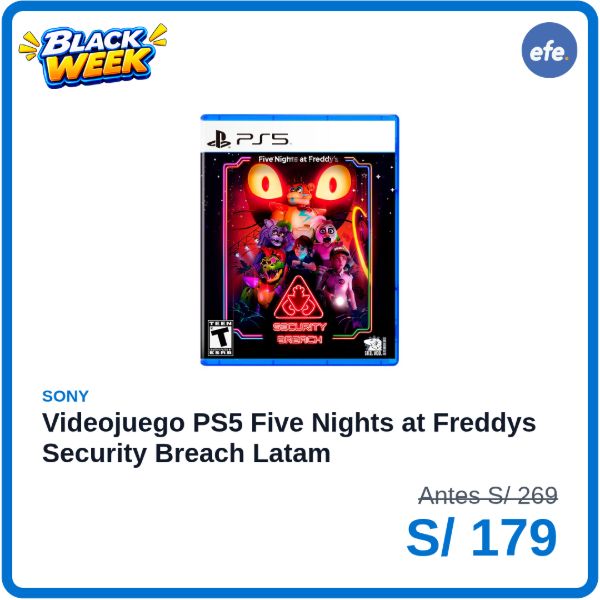 BLACK
WEEK
efe.
PS5
Five Nights at Freddy's
SECURITY
BREACH
TEEN
T
ESRB
SONY
Videojuego PS5 Five Nights at Freddys
Security Breach Latam
Antes S/ 269
S/ 179